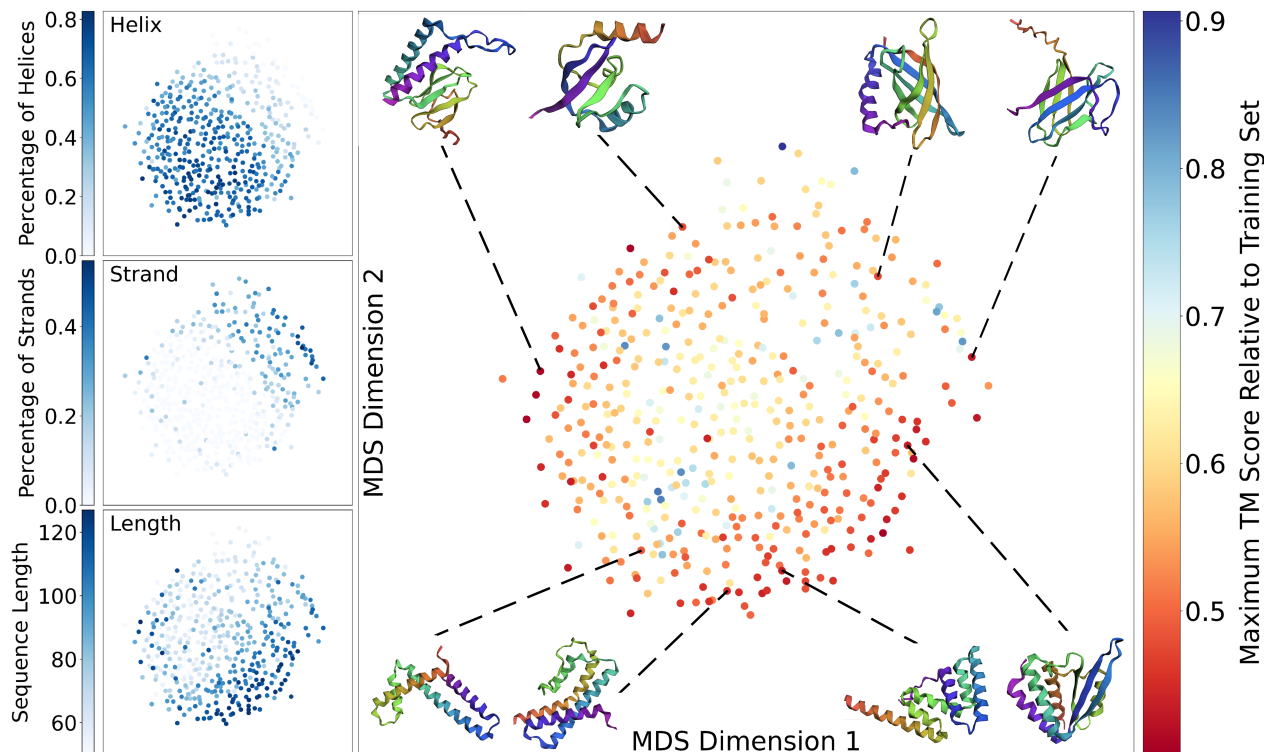 Helix
Percentage of Helices
0.8
0.6
0.4
0.2
0.0
Strand
Percentage of Strands
0.4
0.2
0.0
Length
Sequence Length
120
100
80
60
MDS Dimension 2
MDS Dimension 1
0.9
0.8
0.7
0.6
0.5
Maximum TM Score Relative to Training Set